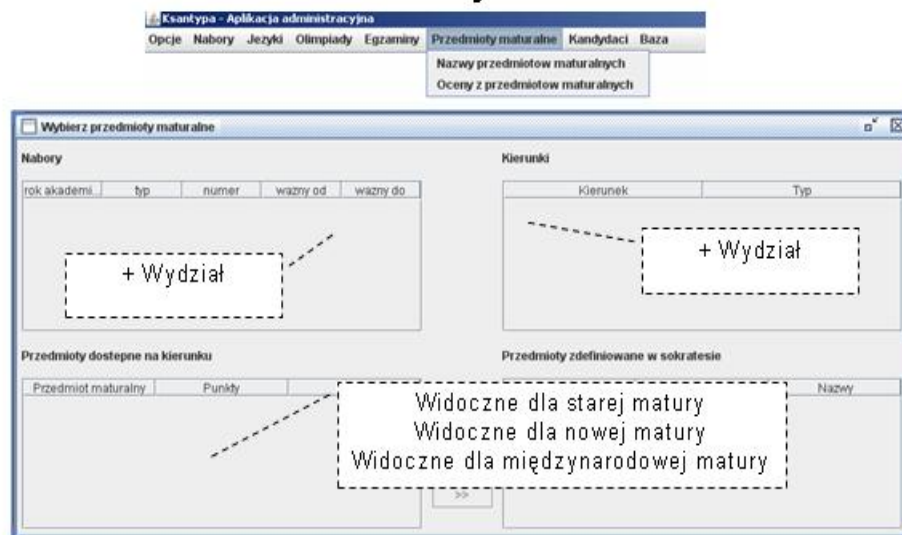 Ksantypa - Aplikacja administracyjna
Opcje Nabory Jezyki Olimpiady Egzaminy Przedmioty maturalne Kandydaci Baza
Nazwy przedmiotow maturalnych
Oceny z przedmiotow maturalnych
Wybierz przedmioty maturalne
Nabory Kierunki
rok akademi... typ numer wazny od wazny do Kierunek Typ
+ Wydział + Wydział
Przedmioty dostepne na kierunku Przedmioty zdefiniowane w sokratesie
Przedmiot maturalny Punkty Nazwy
Widoczne dla starej matury
Widoczne dla nowej matury
Widoczne dla międzynarodowej matury
>>